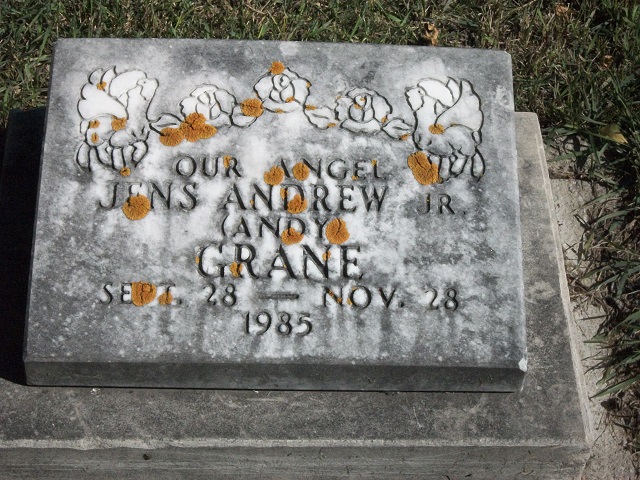 OUR ANGEL
JENS ANDREW JR.
(ANDY)
GRANE
SEPT. 28 — NOV. 28
1985